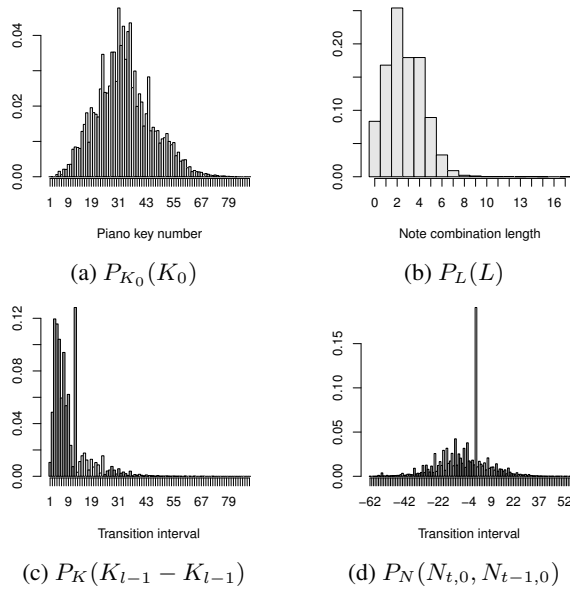 0.04
0.02
0.00
1 9 19 31 43 55 67 79
Piano key number
(a) P_{K_0}(K_0)
0.20
0.10
0.00
0 2 4 6 8 10 13 16
Note combination length
(b) P_L(L)
0.12
0.08
0.04
0.00
1 9 19 31 43 55 67 79
Transition interval
(c) P_K(K_{l-1} − K_{l-1})
0.15
0.10
0.05
0.00
−62 −42 −22 −4 9 22 37 52
Transition interval
(d) P_N(N_{t,0}, N_{t−1,0})